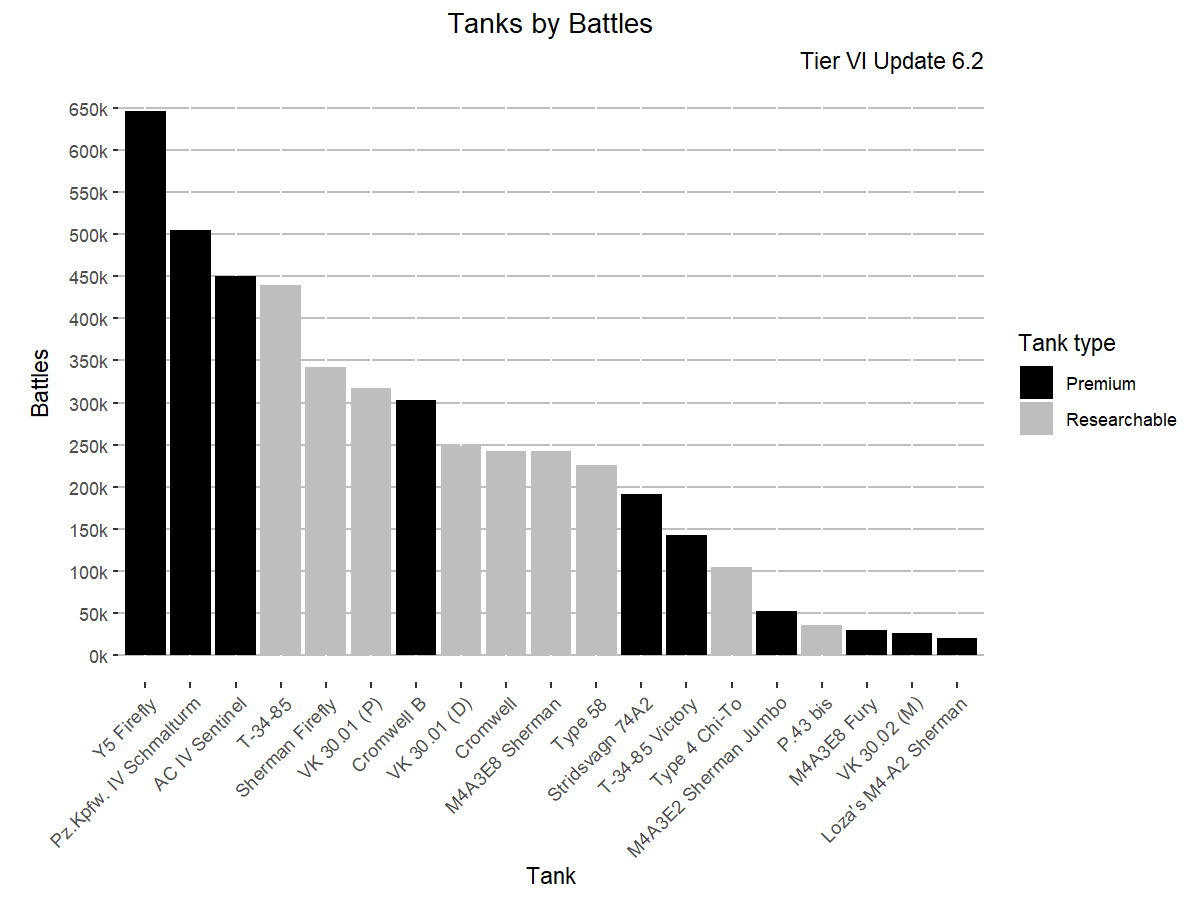 Tanks by Battles
Tier VI Update 6.2
650k
600k
550k
500k
450k
400k
350k
300k
250k
200k
150k
100k
50k
0k
Battles
Y5 Firefly
Pz.Kpfw. IV Schmalturm
AC IV Sentinel
T-34-85
Sherman Firefly
VK 30.01 (P)
Cromwell B
VK 30.01 (D)
Cromwell
M4A3E8 Sherman
Type 58
Stridsvagn 74A2
T-34-85 Victory
Type 4 Chi-To
M4A3E2 Sherman Jumbo
P.43 bis
M4A3E8 Fury
VK 30.02 (M)
Loza's M4-A2 Sherman
Tank
Tank type
Premium
Researchable